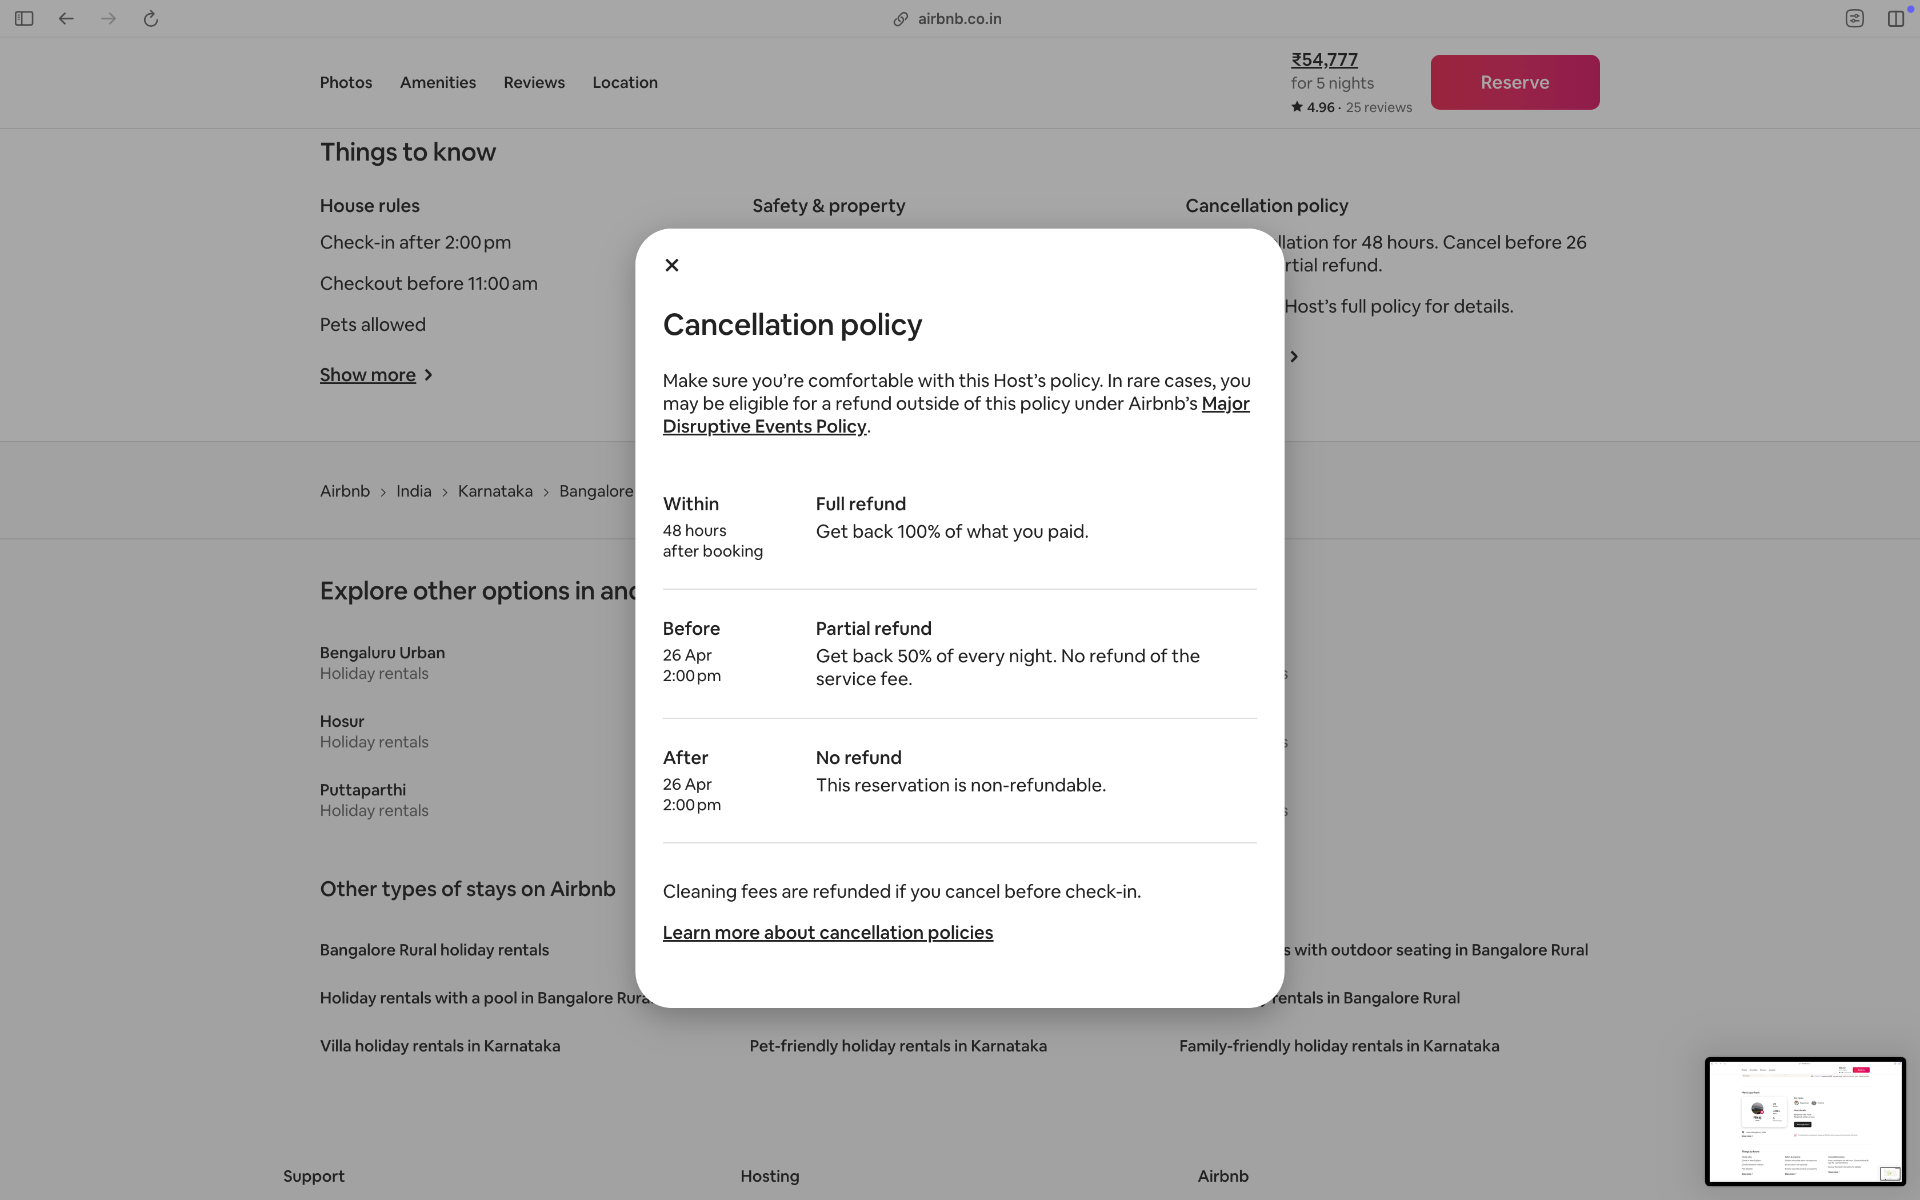 airbnb.co.in
Photos Amenities Reviews Location
₹54,777
for 5 nights
★ 4.96 · 25 reviews
Reserve
Things to know
House rules
Check-in after 2:00 pm
Checkout before 11:00 am
Pets allowed
Show more
Safety & property
Cancellation policy
for 48 hours. Cancel before 26
refund.
Host’s full policy for details.
Cancellation policy
Make sure you’re comfortable with this Host’s policy. In rare cases, you
may be eligible for a refund outside of this policy under Airbnb’s Major
Disruptive Events Policy.
Within
48 hours
after booking
Full refund
Get back 100% of what you paid.
Before
26 Apr
2:00 pm
Partial refund
Get back 50% of every night. No refund of the
service fee.
After
26 Apr
2:00 pm
No refund
This reservation is non-refundable.
Cleaning fees are refunded if you cancel before check-in.
Learn more about cancellation policies
Airbnb › India › Karnataka › Bangalore
Explore other options in
Bengaluru Urban
Holiday rentals
Hosur
Holiday rentals
Puttaparthi
Holiday rentals
Other types of stays on Airbnb
Bangalore Rural holiday rentals
with outdoor seating in Bangalore Rural
Holiday rentals with a pool in Bangalore
rentals in Bangalore Rural
Villa holiday rentals in Karnataka
Pet-friendly holiday rentals in Karnataka
Family-friendly holiday rentals in Karnataka
Support
Hosting
Airbnb